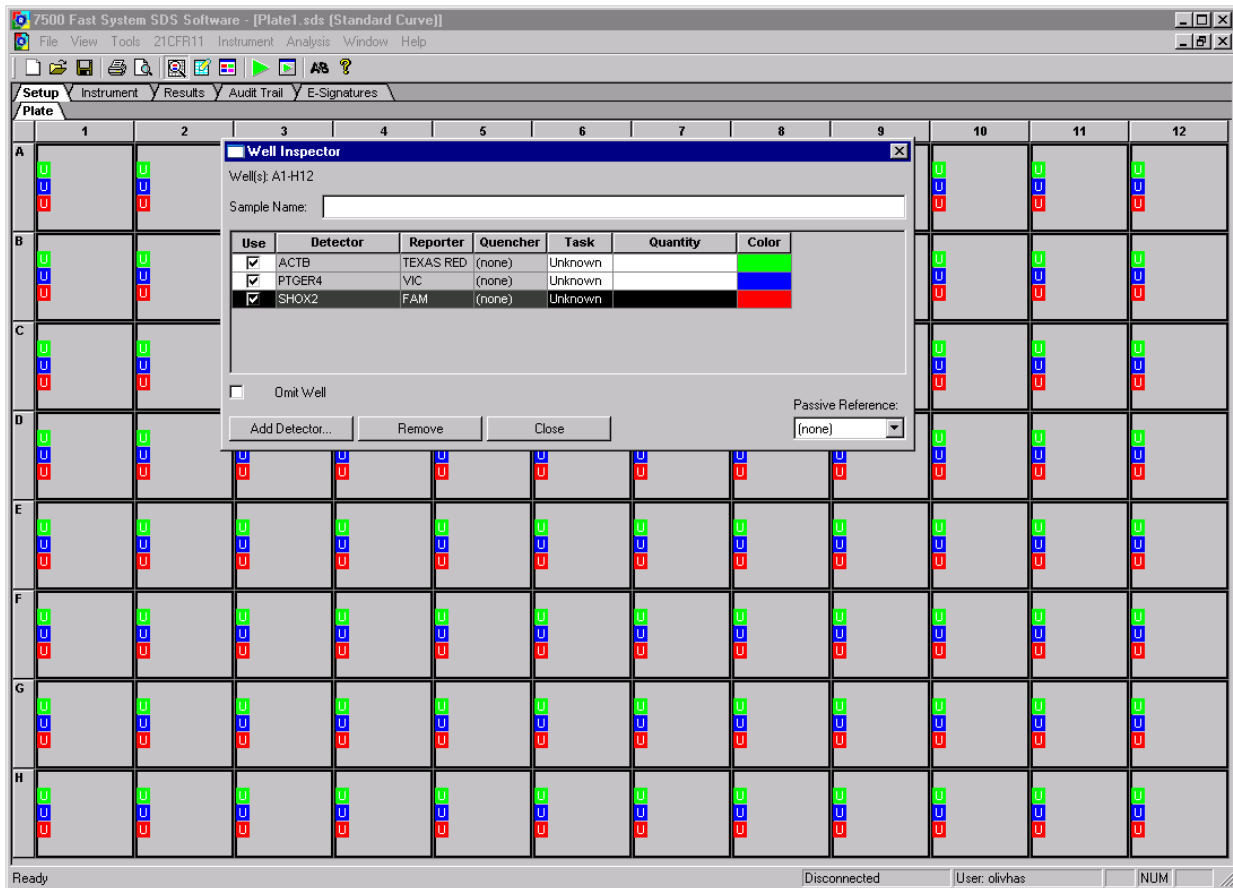 7500 Fast System SDS Software - [Plate1.sds (Standard Curve)]
File View Tools 21CFR11 Instrument Analysis Window Help
AB ?
Setup Instrument Results Audit Trail E-Signatures
Plate
1 2 3 4 5 6 7 8 9 10 11 12
Well Inspector
Well(s): A1-H12
Sample Name:
Use Detector Reporter Quencher Task Quantity Color
ACTB TEXAS RED (none) Unknown
PTGER4 VIC (none) Unknown
SHOX2 FAM (none) Unknown
Omit Well
Passive Reference:
Add Detector... Remove Close (none)
A
U U U U U
U U U U U
U U U U U
B
U U U U U
U U U U U
U U U U U
C
U U U U U
U U U U U
U U U U U
D
U U U U U
U U U U U U U U U U U U
U U U U U U U U U U U U
E
U U U U U U U U U U U U
U U U U U U U U U U U U
U U U U U U U U U U U U
F
U U U U U U U U U U U U
U U U U U U U U U U U U
U U U U U U U U U U U U
G
U U U U U U U U U U U U
U U U U U U U U U U U U
U U U U U U U U U U U U
H
U U U U U U U U U U U U
U U U U U U U U U U U U
U U U U U U U U U U U U
Ready Disconnected User: olivhas NUM